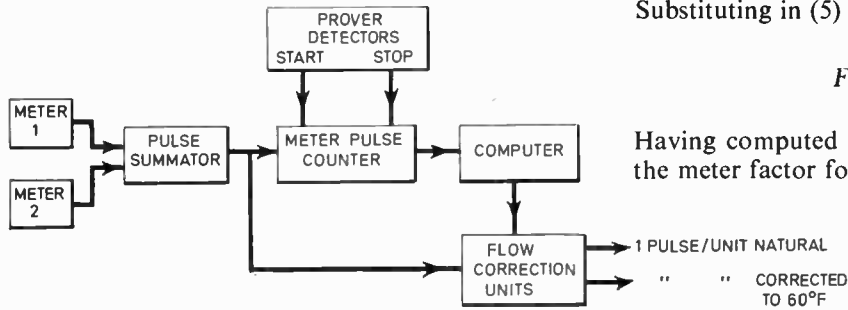 PROVER
DETECTORS
START STOP
METER
1
PULSE
SUMMATOR
METER PULSE
COUNTER
COMPUTER
METER
2
FLOW
CORRECTION
UNITS
1 PULSE/UNIT NATURAL
" " CORRECTED
TO 60°F
Substituting in (5)
F
Having computed
the meter factor fo